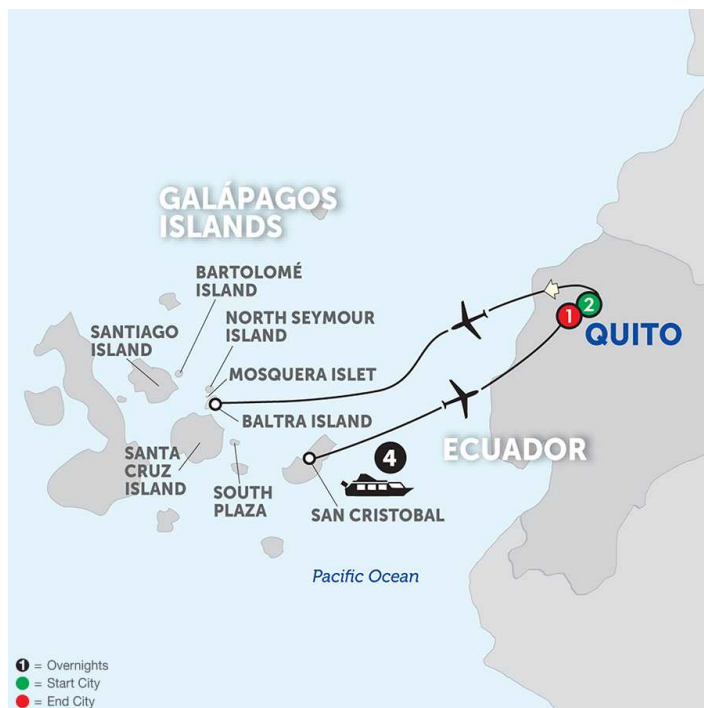 GALÁPAGOS
ISLANDS
BARTOLOMÉ
ISLAND
NORTH SEYMOUR
ISLAND
SANTIAGO
ISLAND
MOSQUERA ISLET
BALTRA ISLAND
SANTA
CRUZ
ISLAND
SOUTH
PLAZA
SAN CRISTOBAL
4
1
2
QUITO
ECUADOR
Pacific Ocean
1 = Overnights
= Start City
= End City